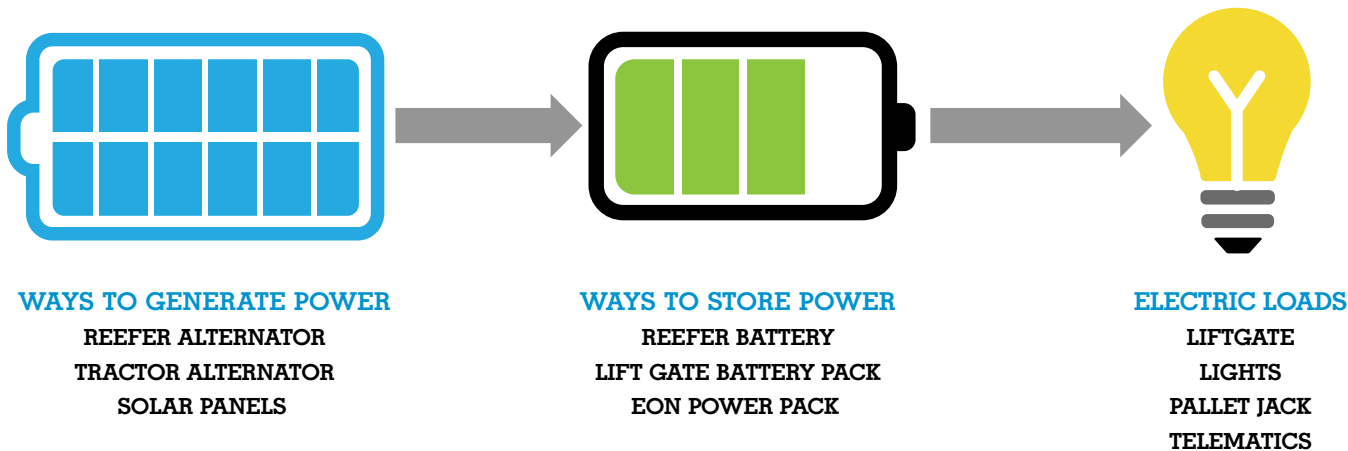 WAYS TO GENERATE POWER
REEFER ALTERNATOR
TRACTOR ALTERNATOR
SOLAR PANELS
WAYS TO STORE POWER
REEFER BATTERY
LIFT GATE BATTERY PACK
EON POWER PACK
ELECTRIC LOADS
LIFTGATE
LIGHTS
PALLET JACK
TELEMATICS